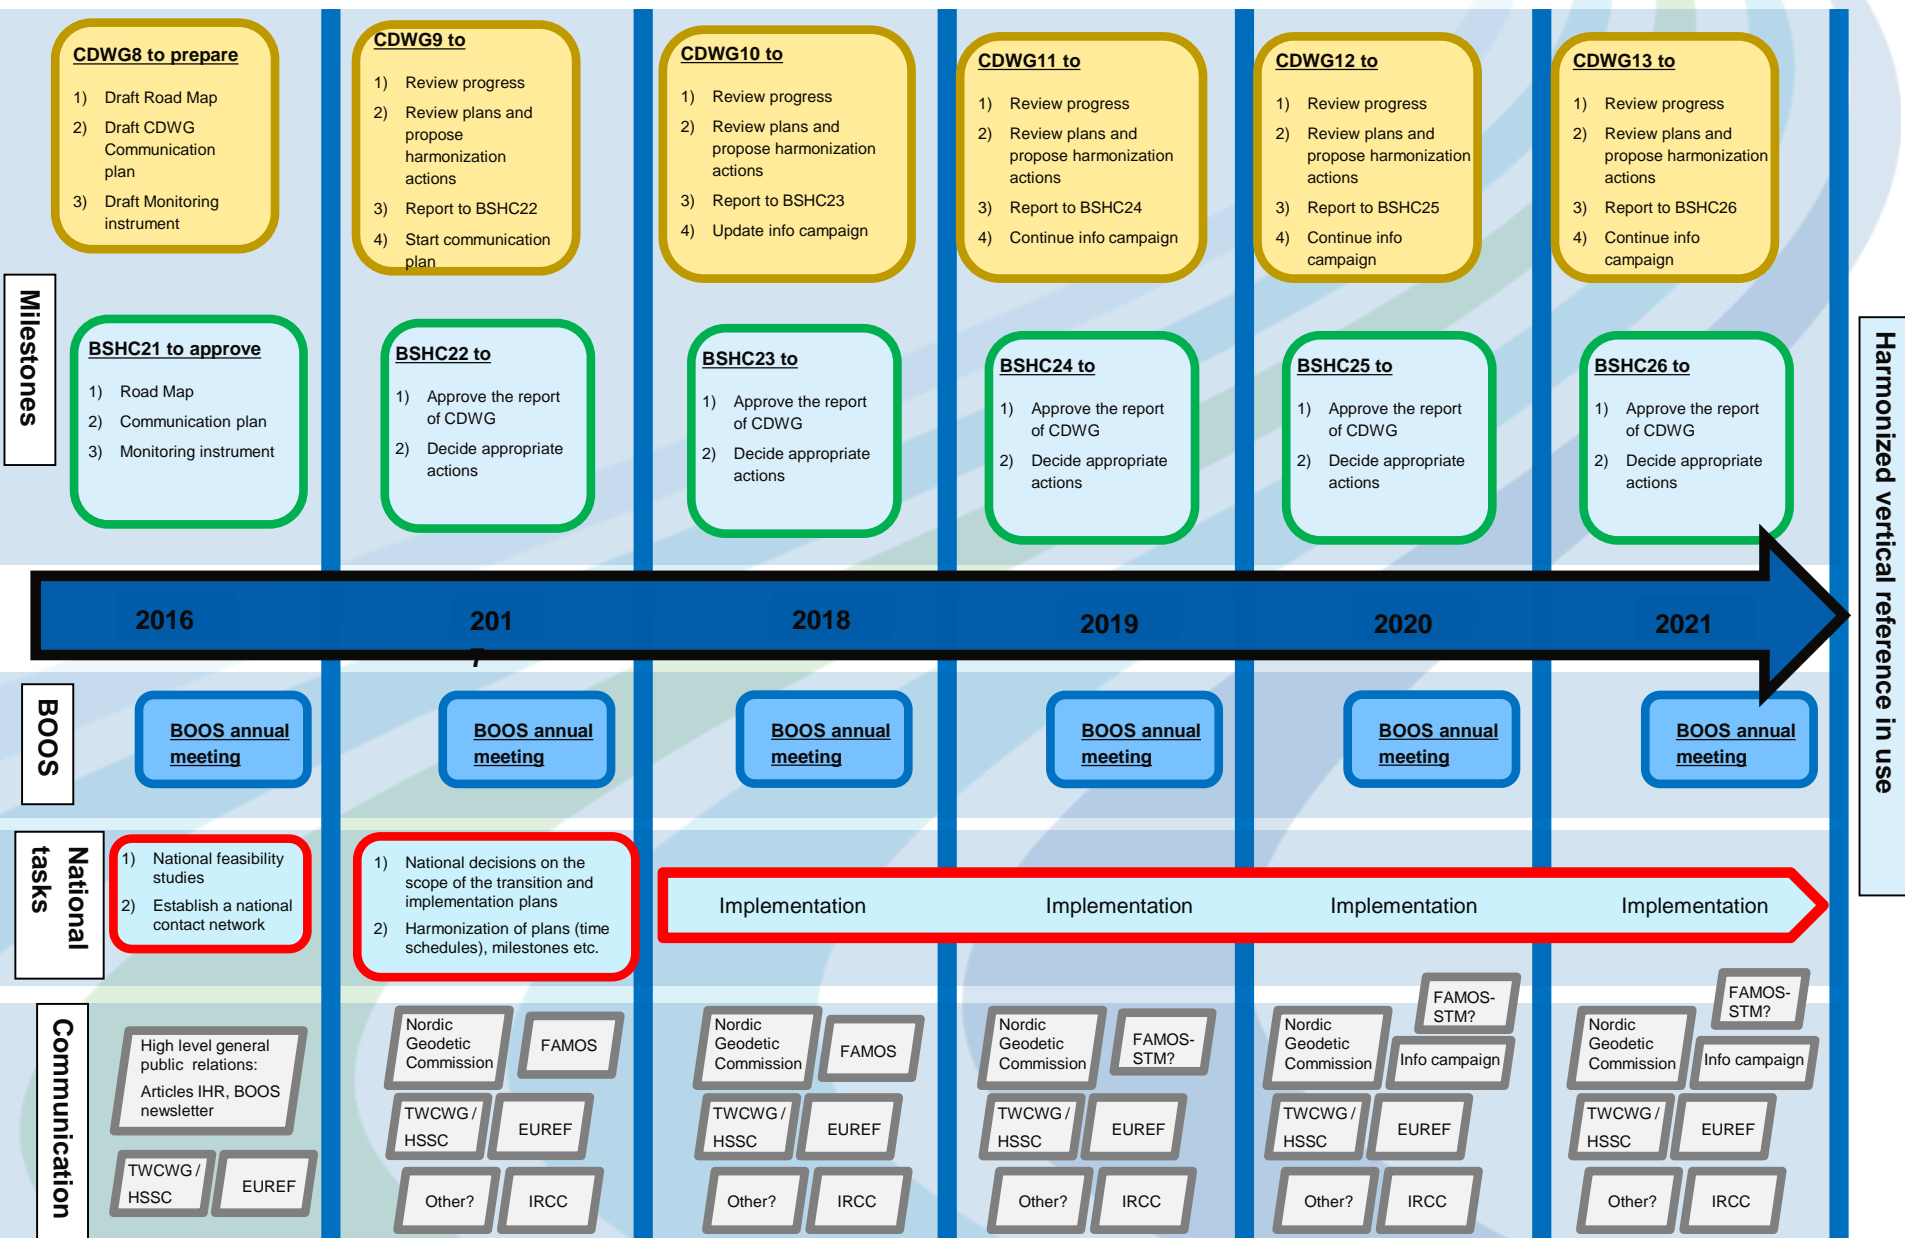 CDWG8 to prepare
1) Draft Road Map
2) Draft CDWG
Communication
plan
3) Draft Monitoring
instrument
CDWG9 to
1) Review progress
2) Review plans and
propose
harmonization
actions
3) Report to BSHC22
4) Start communication
plan
CDWG10 to
1) Review progress
2) Review plans and
propose harmonization
actions
3) Report to BSHC23
4) Update info campaign
CDWG11 to
1) Review progress
2) Review plans and
propose harmonization
actions
3) Report to BSHC24
4) Continue info campaign
CDWG12 to
1) Review progress
2) Review plans and
propose harmonization
actions
3) Report to BSHC25
4) Continue info
campaign
CDWG13 to
1) Review progress
2) Review plans and
propose harmonization
actions
3) Report to BSHC26
4) Continue info
campaign
Milestones
BSHC21 to approve
1) Road Map
2) Communication plan
3) Monitoring instrument
BSHC22 to
1) Approve the report
of CDWG
2) Decide appropriate
actions
BSHC23 to
1) Approve the report
of CDWG
2) Decide appropriate
actions
BSHC24 to
1) Approve the report
of CDWG
2) Decide appropriate
actions
BSHC25 to
1) Approve the report
of CDWG
2) Decide appropriate
actions
BSHC26 to
1) Approve the report
of CDWG
2) Decide appropriate
actions
Harmonized vertical reference in use
2016
201
7
2018
2019
2020
2021
BOOS
BOOS annual
meeting
BOOS annual
meeting
BOOS annual
meeting
BOOS annual
meeting
BOOS annual
meeting
BOOS annual
meeting
National
tasks
1) National feasibility
studies
2) Establish a national
contact network
1) National decisions on the
scope of the transition and
implementation plans
2) Harmonization of plans (time
schedules), milestones etc.
Implementation
Implementation
Implementation
Implementation
Communication
High level general
public relations:
Articles IHR, BOOS
newsletter
TWCWG /
HSSC
EUREF
Nordic
Geodetic
Commission
FAMOS
TWCWG /
HSSC
EUREF
Other?
IRCC
Nordic
Geodetic
Commission
FAMOS
TWCWG /
HSSC
EUREF
Other?
IRCC
Nordic
Geodetic
Commission
FAMOS-
STM?
TWCWG /
HSSC
EUREF
Other?
IRCC
FAMOS-
STM?
Nordic
Geodetic
Commission
Info campaign
TWCWG /
HSSC
EUREF
Other?
IRCC
FAMOS-
STM?
Nordic
Geodetic
Commission
Info campaign
TWCWG /
HSSC
EUREF
Other?
IRCC